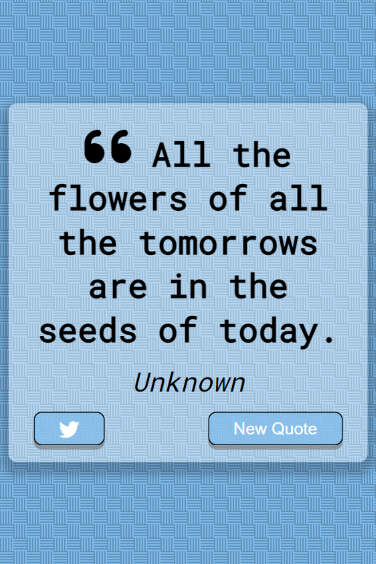 ❝ All the
flowers of all
the tomorrows
are in the
seeds of today.
Unknown
New Quote